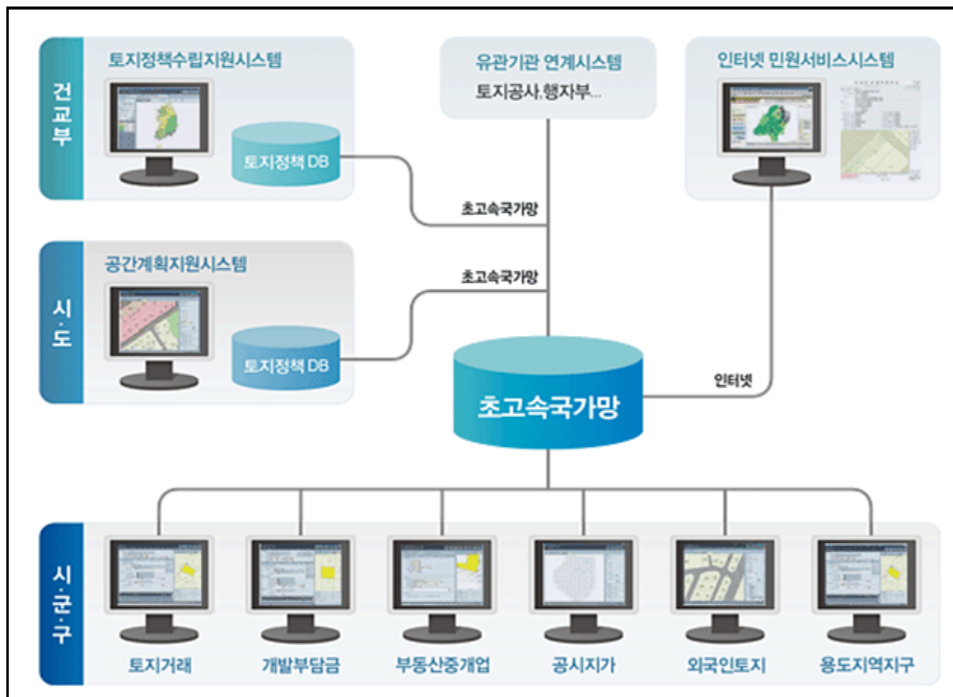 건교부
토지정책수립지원시스템
토지정책 DB
유관기관 연계시스템
토지공사,행자부...
인터넷 민원서비스시스템
초고속국가망
시·도
공간계획지원시스템
토지정책 DB
초고속국가망
초고속국가망
인터넷
시·군·구
토지거래
개발부담금
부동산중개업
공시지가
외국인토지
용도지역지구